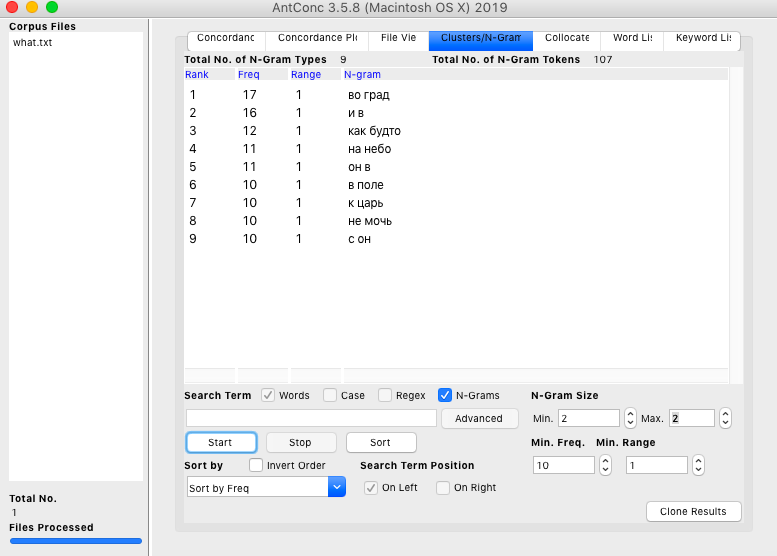 AntConc 3.5.8 (Macintosh OS X) 2019
Corpus Files
what.txt
Total No.
1
Files Processed
Concordanc Concordance Plo File Vie Clusters/N-Gram Collocate Word Lis Keyword Lis
Total No. of N-Gram Types 9 Total No. of N-Gram Tokens 107
Rank Freq Range N-gram
1 17 1 во град
2 16 1 и в
3 12 1 как будто
4 11 1 на небо
5 11 1 он в
6 10 1 в поле
7 10 1 к царь
8 10 1 не мочь
9 10 1 с он
Search Term Words Case Regex N-Grams N-Gram Size
Advanced Min. 2 Max. 2
Start Stop Sort Min. Freq. Min. Range
Sort by Invert Order Search Term Position 10 1
Sort by Freq On Left On Right
Clone Results